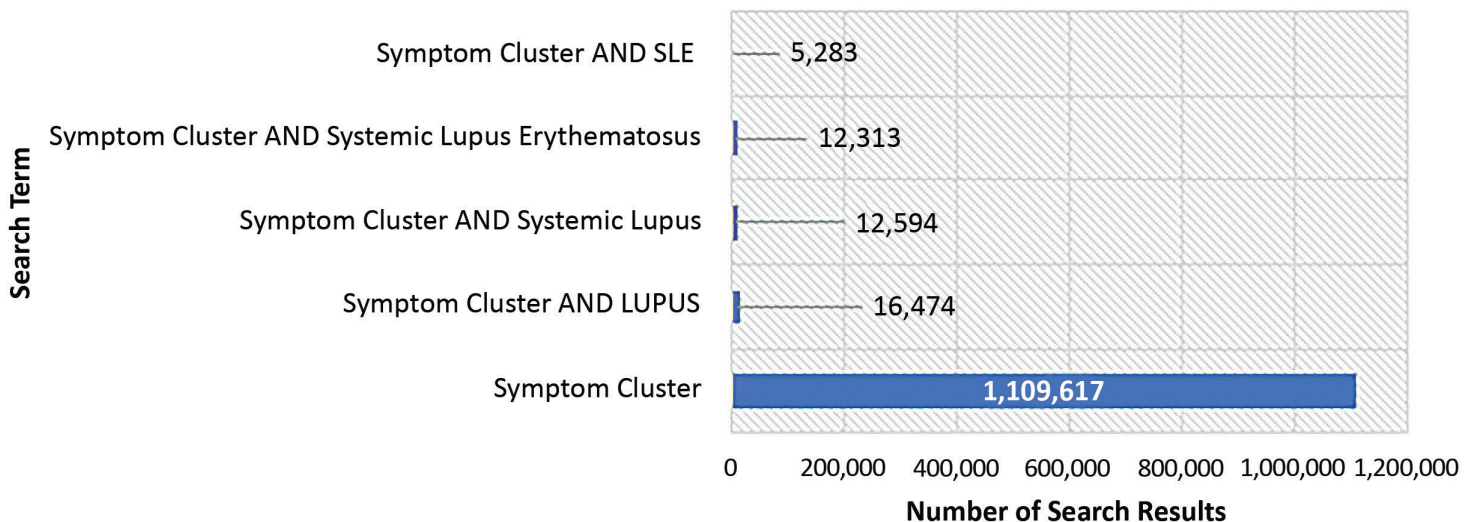 Search Term
Symptom Cluster AND SLE
5,283
Symptom Cluster AND Systemic Lupus Erythematosus
12,313
Symptom Cluster AND Systemic Lupus
12,594
Symptom Cluster AND LUPUS
16,474
Symptom Cluster
1,109,617
0 200,000 400,000 600,000 800,000 1,000,000 1,200,000
Number of Search Results